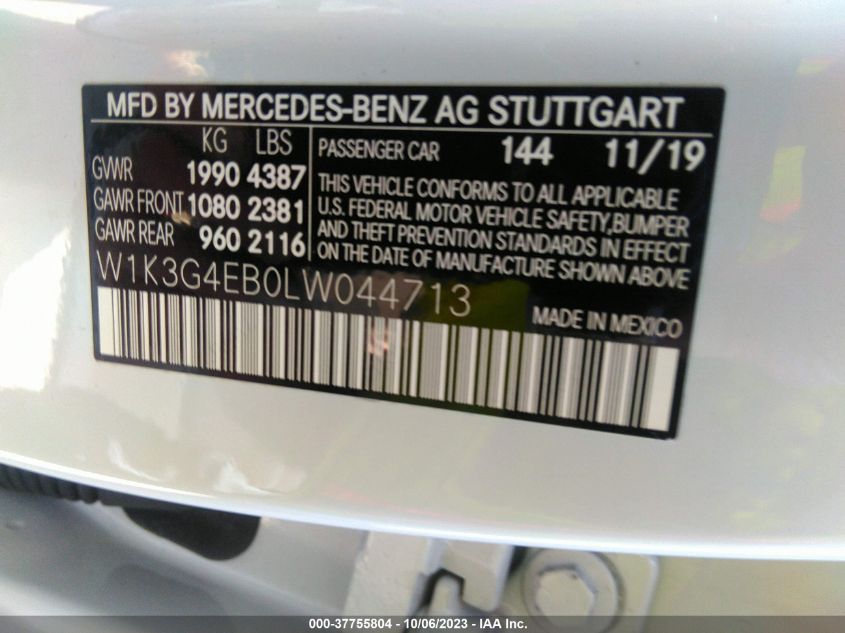 MFD BY MERCEDES-BENZ AG STUTTGART
KG LBS
GVWR 1990 4387
GAWR FRONT 1080 2381
GAWR REAR 960 2116
PASSENGER CAR 144 11/19
THIS VEHICLE CONFORMS TO ALL APPLICABLE
U.S. FEDERAL MOTOR VEHICLE SAFETY,BUMPER
AND THEFT PREVENTION STANDARDS IN EFFECT
ON THE DATE OF MANUFACTURE SHOWN ABOVE
W1K3G4EB0LW044713
MADE IN MEXICO
000-37755804 - 10/06/2023 - IAA Inc.